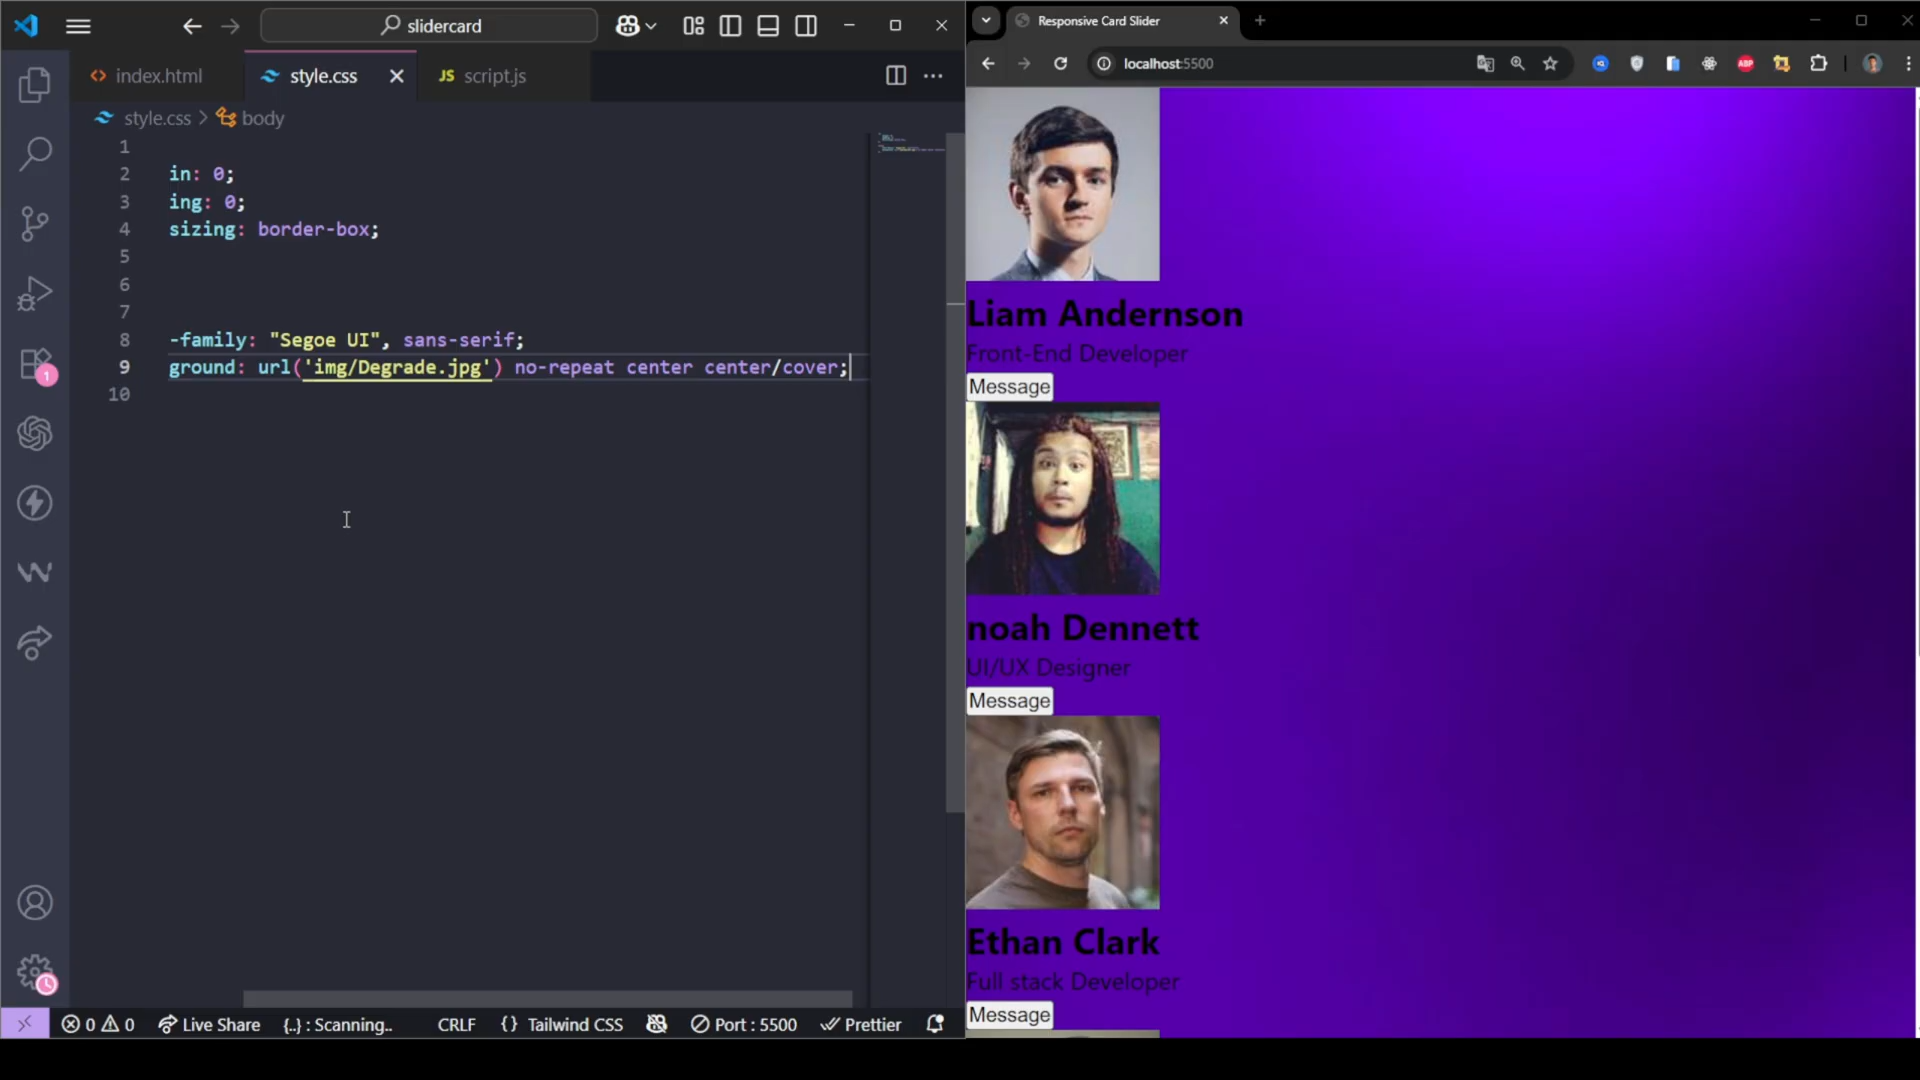 slidercard
index.html
style.css
JS script.js
style.css > body
1
2 in: 0;
3 ing: 0;
4 sizing: border-box;
5
6
7
8 -family: "Segoe UI", sans-serif;
9 ground: url('img/Degrade.jpg') no-repeat center center/cover;
10
1
0 0
Live Share
{..} : Scanning..
CRLF
{} Tailwind CSS
Port : 5500
Prettier
Responsive Card Slider
localhost:5500
ABP
Liam Andernson
Front-End Developer
Message
noah Dennett
UI/UX Designer
Message
Ethan Clark
Full stack Developer
Message